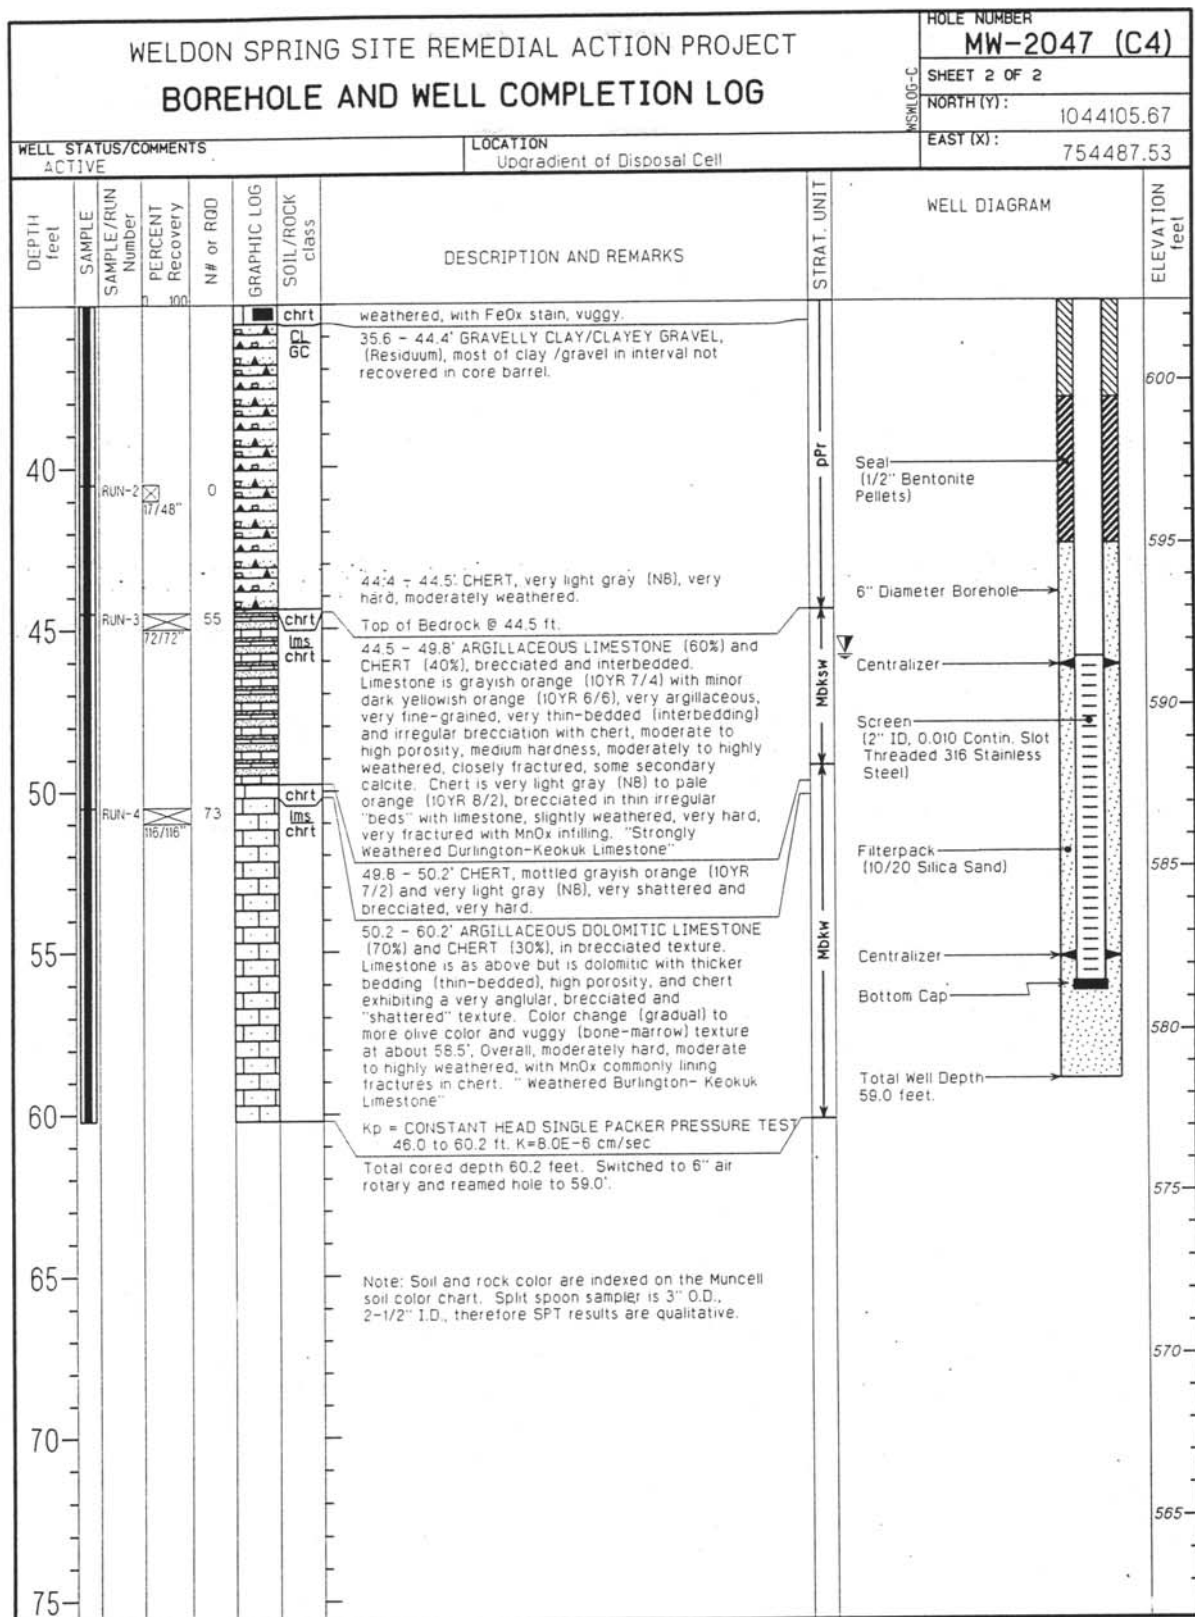 WELDON SPRING SITE REMEDIAL ACTION PROJECT
BOREHOLE AND WELL COMPLETION LOG
WSWLOG-C
HOLE NUMBER
MW-2047 (C4)
SHEET 2 OF 2
NORTH (Y):
1044105.67
EAST (X):
754487.53
WELL STATUS/COMMENTS
ACTIVE
LOCATION
Upgradient of Disposal Cell
DEPTH
feet
SAMPLE
SAMPLE/RUN
Number
PERCENT
Recovery
0 100
N# or RQD
GRAPHIC LOG
SOIL/ROCK
class
DESCRIPTION AND REMARKS
STRAT. UNIT
WELL DIAGRAM
ELEVATION
feet
chrt
weathered, with FeOx stain, vuggy.
CL
GC
35.6 - 44.4' GRAVELLY CLAY/CLAYEY GRAVEL,
(Residuum), most of clay /gravel in interval not
recovered in core barrel.
600
40
RUN-2
17/48"
0
pPr
Seal
(1/2" Bentonite
Pellets)
595
44.4 - 44.5' CHERT, very light gray (N8), very
hard, moderately weathered.
6" Diameter Borehole
45
RUN-3
72/72"
55
chrt
Top of Bedrock @ 44.5 ft.
lms
chrt
44.5 - 49.8' ARGILLACEOUS LIMESTONE (60%) and
CHERT (40%), brecciated and interbedded.
Limestone is grayish orange (10YR 7/4) with minor
dark yellowish orange (10YR 6/6), very argillaceous,
very fine-grained, very thin-bedded (interbedding)
and irregular brecciation with chert, moderate to
high porosity, medium hardness, moderately to highly
weathered, closely fractured, some secondary
calcite. Chert is very light gray (N8) to pale
orange (10YR 8/2), brecciated in thin irregular
"beds" with limestone, slightly weathered, very hard,
very fractured with MnOx infilling. "Strongly
Weathered Durlington-Keokuk Limestone"
Mbksw
Centralizer
590
Screen
(2" ID, 0.010 Contin. Slot
Threaded 316 Stainless
Steel)
50
RUN-4
116/116"
73
chrt
lms
chrt
49.8 - 50.2' CHERT, mottled grayish orange (10YR
7/2) and very light gray (N8), very shattered and
brecciated, very hard.
Filterpack
(10/20 Silica Sand)
585
50.2 - 60.2' ARGILLACEOUS DOLOMITIC LIMESTONE
(70%) and CHERT (30%), in brecciated texture.
Limestone is as above but is dolomitic with thicker
bedding (thin-bedded), high porosity, and chert
exhibiting a very anglular, brecciated and
"shattered" texture. Color change (gradual) to
more olive color and vuggy (bone-marrow) texture
at about 58.5', Overall, moderately hard, moderate
to highly weathered, with MnOx commonly lining
fractures in chert. " Weathered Burlington- Keokuk
Limestone"
Mbkw
55
Centralizer
Bottom Cap
580
Total Well Depth
59.0 feet.
60
Kp = CONSTANT HEAD SINGLE PACKER PRESSURE TEST
46.0 to 60.2 ft. K=8.0E-6 cm/sec
Total cored depth 60.2 feet. Switched to 6" air
rotary and reamed hole to 59.0'.
575
65
Note: Soil and rock color are indexed on the Muncell
soil color chart. Split spoon sampler is 3" O.D.,
2-1/2" I.D., therefore SPT results are qualitative.
570
70
565
75